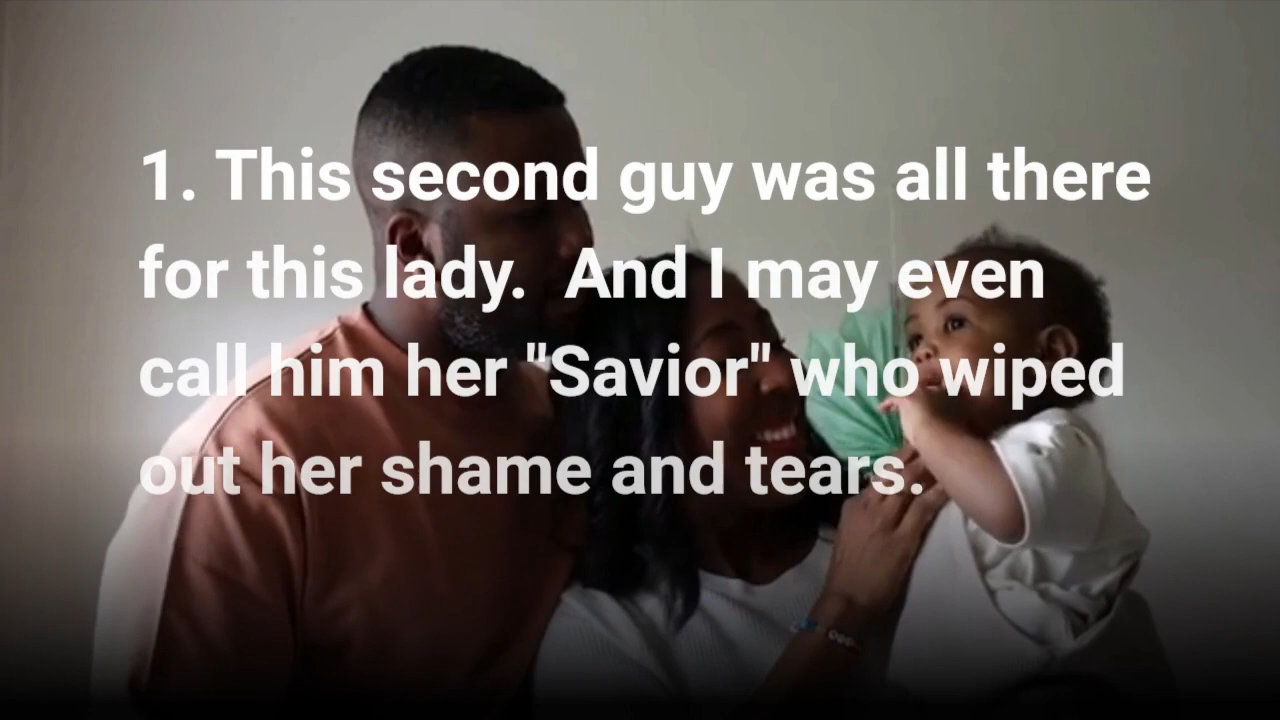 1. This second guy was all there
for this lady.  And I may even
call him her "Savior" who wiped
out her shame and tears.